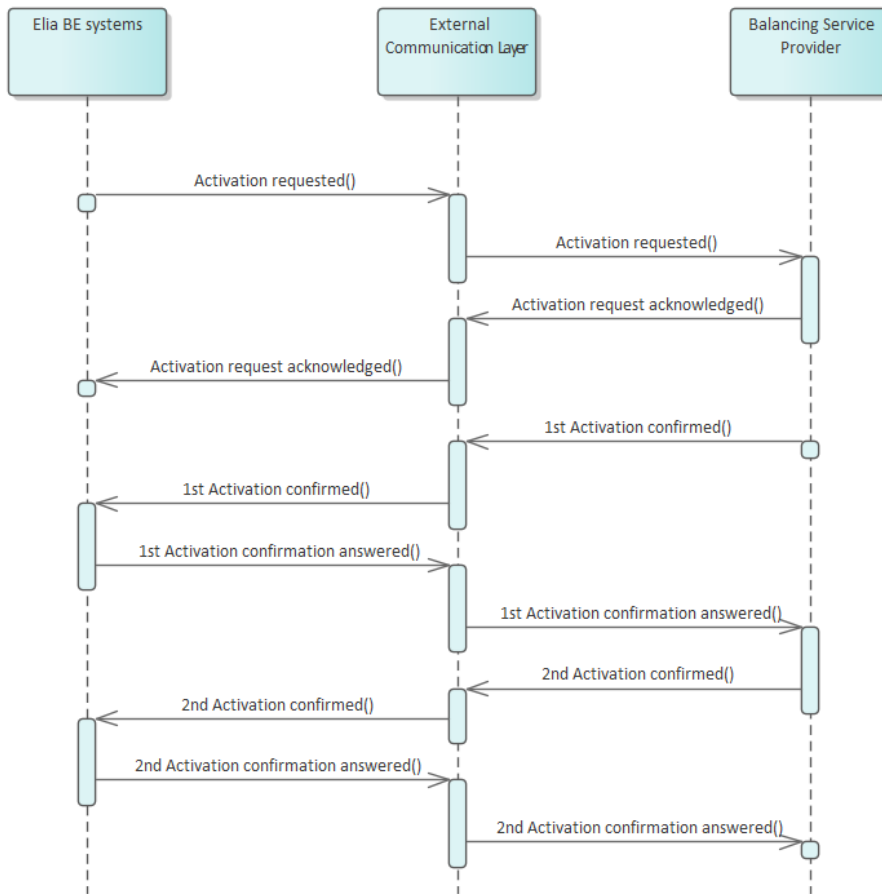 Elia BE systems
External
Communication Layer
Balancing Service
Provider
Activation requested()
Activation requested()
Activation request acknowledged()
Activation request acknowledged()
1st Activation confirmed()
1st Activation confirmed()
1st Activation confirmation answered()
1st Activation confirmation answered()
2nd Activation confirmed()
2nd Activation confirmed()
2nd Activation confirmation answered()
2nd Activation confirmation answered()